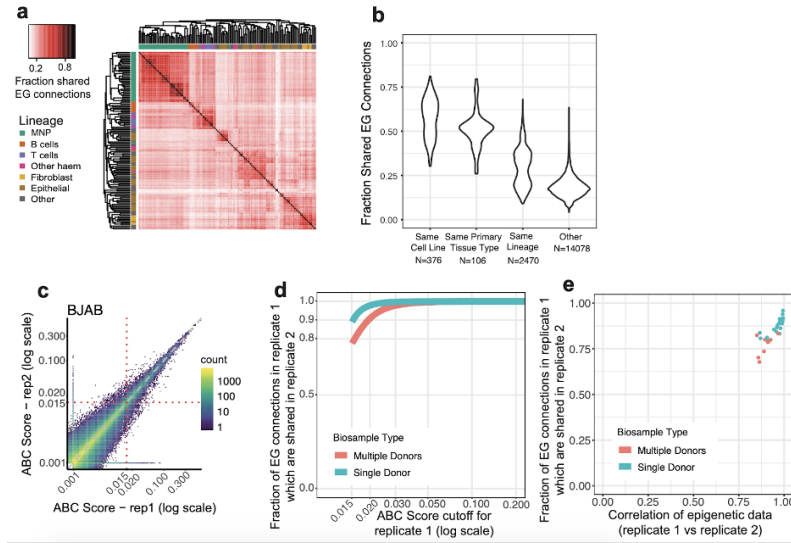 a
0.2 0.8
Fraction shared
EG connections
Lineage
MNP
B cells
T cells
Other haem
Fibroblast
Epithelial
Other
b
Fraction Shared EG Connections
1.00
0.75
0.50
0.25
0.00
Same
Cell Line
N=376
Same Primary
Tissue Type
N=106
Same
Lineage
N=2470
Other
N=14078
c
BJAB
ABC Score − rep2 (log scale)
0.300
0.100
0.020
0.015
0.001
0.001 0.015 0.020 0.100 0.300
ABC Score − rep1 (log scale)
count
1000
100
10
1
d
Fraction of EG connections in replicate 1
which are shared in replicate 2
1.0
0.9
0.8
0.5
0.0
Biosample Type
Multiple Donors
Single Donor
0.015 0.020 0.030 0.050 0.100 0.200
ABC Score cutoff for
replicate 1 (log scale)
e
Fraction of EG connections in replicate 1
which are shared in replicate 2
1.00
0.75
0.50
0.25
0.00
Biosample Type
Multiple Donors
Single Donor
0.00 0.25 0.50 0.75 1.00
Correlation of epigenetic data
(replicate 1 vs replicate 2)